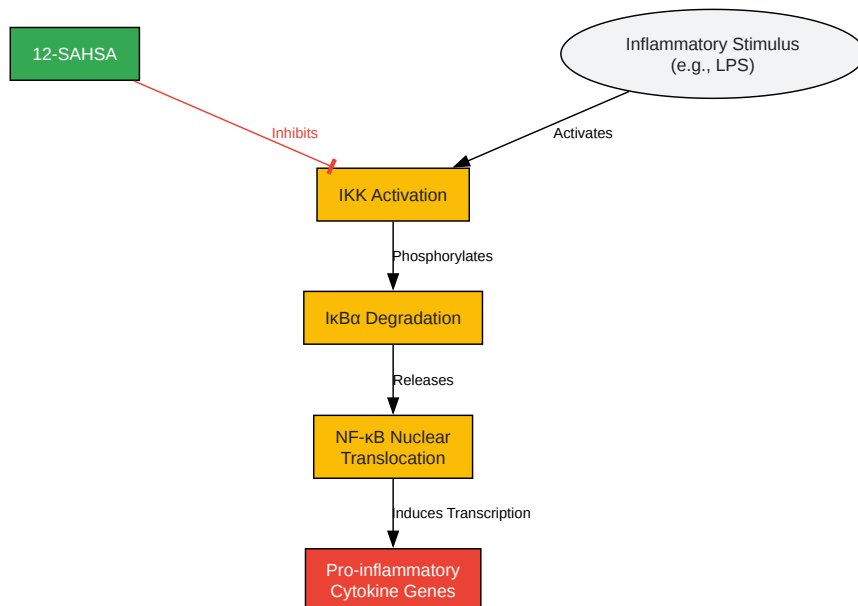 12-SAHSA
Inflammatory Stimulus
(e.g., LPS)
Inhibits
Activates
IKK Activation
Phosphorylates
IκBα Degradation
Releases
NF-κB Nuclear
Translocation
Induces Transcription
Pro-inflammatory
Cytokine Genes